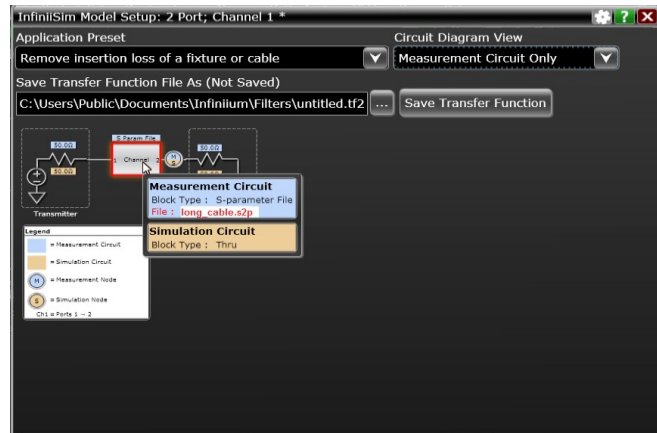 InfiniiSim Model Setup: 2 Port; Channel 1 *
?
X
Application Preset
Circuit Diagram View
Remove insertion loss of a fixture or cable
Measurement Circuit Only
Save Transfer Function File As (Not Saved)
C:\Users\Public\Documents\Infiniium\Filters\untitled.tf2
...
Save Transfer Function
50.0Ω
50.0Ω
Transmitter
S Param File
1 Channel 2
M
S
50.0Ω
Measurement Circuit
Block Type : S-parameter File
File : long_cable.s2p
Simulation Circuit
Block Type : Thru
Legend
= Measurement Circuit
= Simulation Circuit
M = Measurement Node
S = Simulation Node
Ch1 = Ports 1 - 2